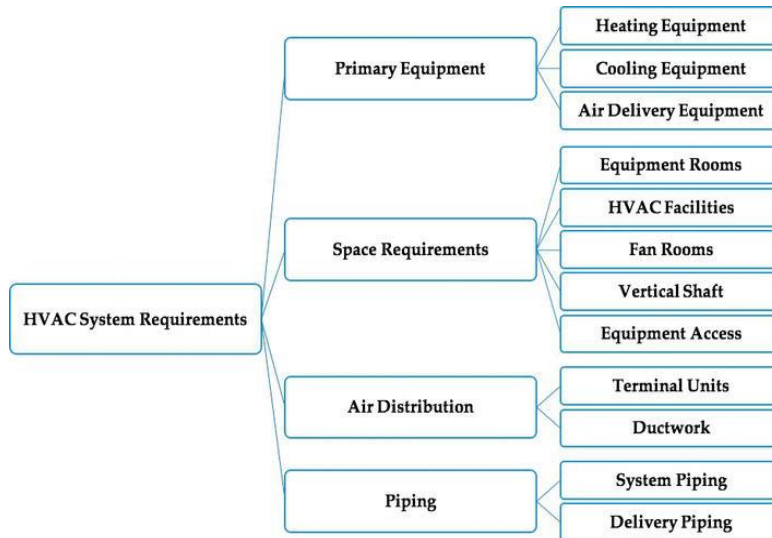 HVAC System Requirements
Primary Equipment
Heating Equipment
Cooling Equipment
Air Delivery Equipment
Space Requirements
Equipment Rooms
HVAC Facilities
Fan Rooms
Vertical Shaft
Equipment Access
Air Distribution
Terminal Units
Ductwork
Piping
System Piping
Delivery Piping